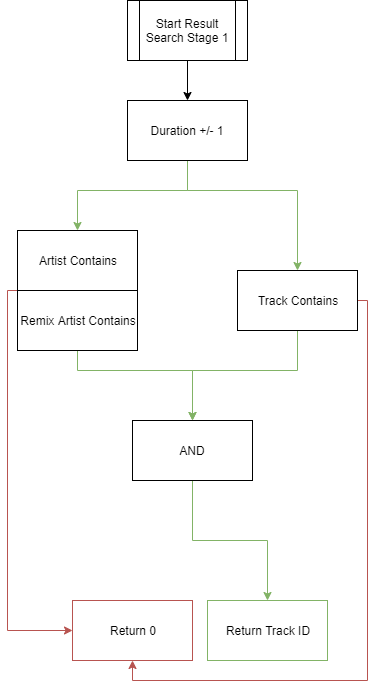 Start Result
Search Stage 1
Duration +/- 1
Artist Contains
Track Contains
Remix Artist Contains
AND
Return 0
Return Track ID